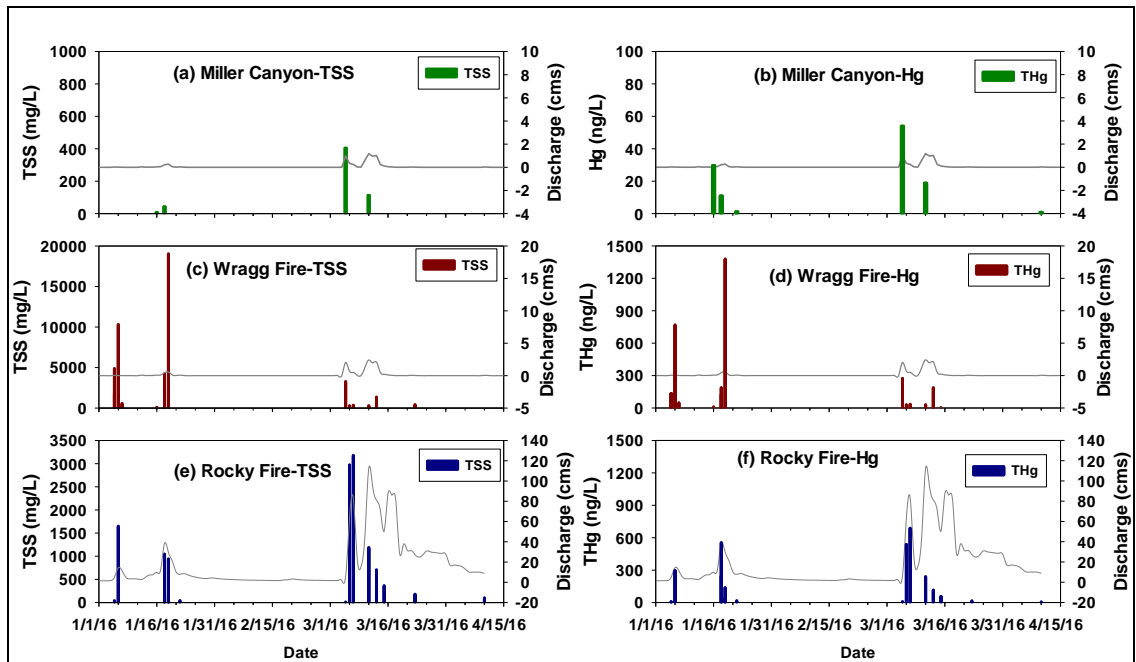 (a) Miller Canyon-TSS
TSS
TSS (mg/L)
1000
800
600
400
200
0
Discharge (cms)
10
8
6
4
2
0
-2
-4
(b) Miller Canyon-Hg
THg
Hg (ng/L)
100
80
60
40
20
0
Discharge (cms)
10
8
6
4
2
0
-2
-4
(c) Wragg Fire-TSS
TSS
TSS (mg/L)
20000
15000
10000
5000
0
Discharge (cms)
20
15
10
5
0
-5
(d) Wragg Fire-Hg
THg
THg (ng/L)
1500
1200
900
600
300
0
Discharge (cms)
20
15
10
5
0
-5
(e) Rocky Fire-TSS
TSS
TSS (mg/L)
3500
3000
2500
2000
1500
1000
500
0
Discharge (cms)
140
120
100
80
60
40
20
0
-20
1/1/16 1/16/16 1/31/16 2/15/16 3/1/16 3/16/16 3/31/16 4/15/16
Date
(f) Rocky Fire-Hg
THg
THg (ng/L)
1500
1200
900
600
300
0
Discharge (cms)
140
120
100
80
60
40
20
0
-20
1/1/16 1/16/16 1/31/16 2/15/16 3/1/16 3/16/16 3/31/16 4/15/16
Date